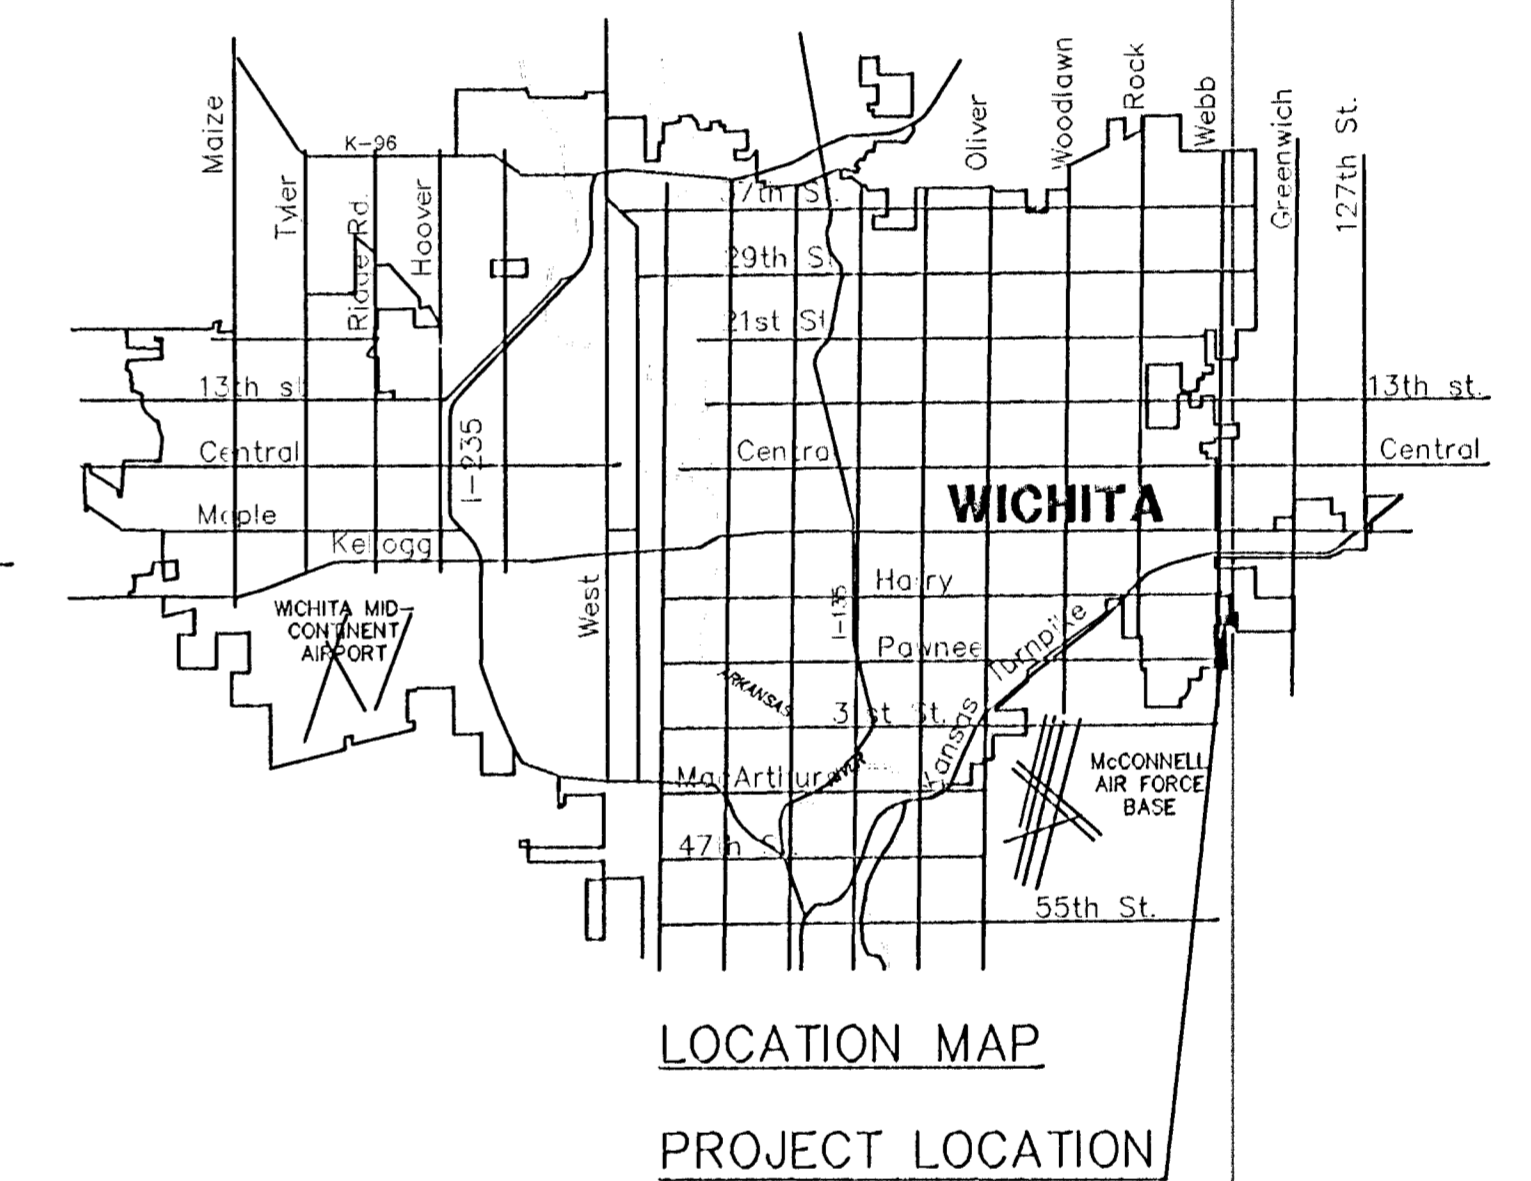 Maize
Tyler
K-96
Ridge Rd.
Hoover
Oliver
Woodlawn
Rock
Webb
Greenwich
127th St.
37th St.
29th St
21st St
13th st
13th st.
Central
Central
Central
I-235
Maple
WICHITA
Kellogg
West
I-135
Harry
Pawnee
Kansas Turnpike
WICHITA MID-
CONTINENT
AIRPORT
ARKANSAS
RIVER
31st St.
MacArthur
McCONNELL
AIR FORCE
BASE
47th S
55th St.
LOCATION MAP
PROJECT LOCATION